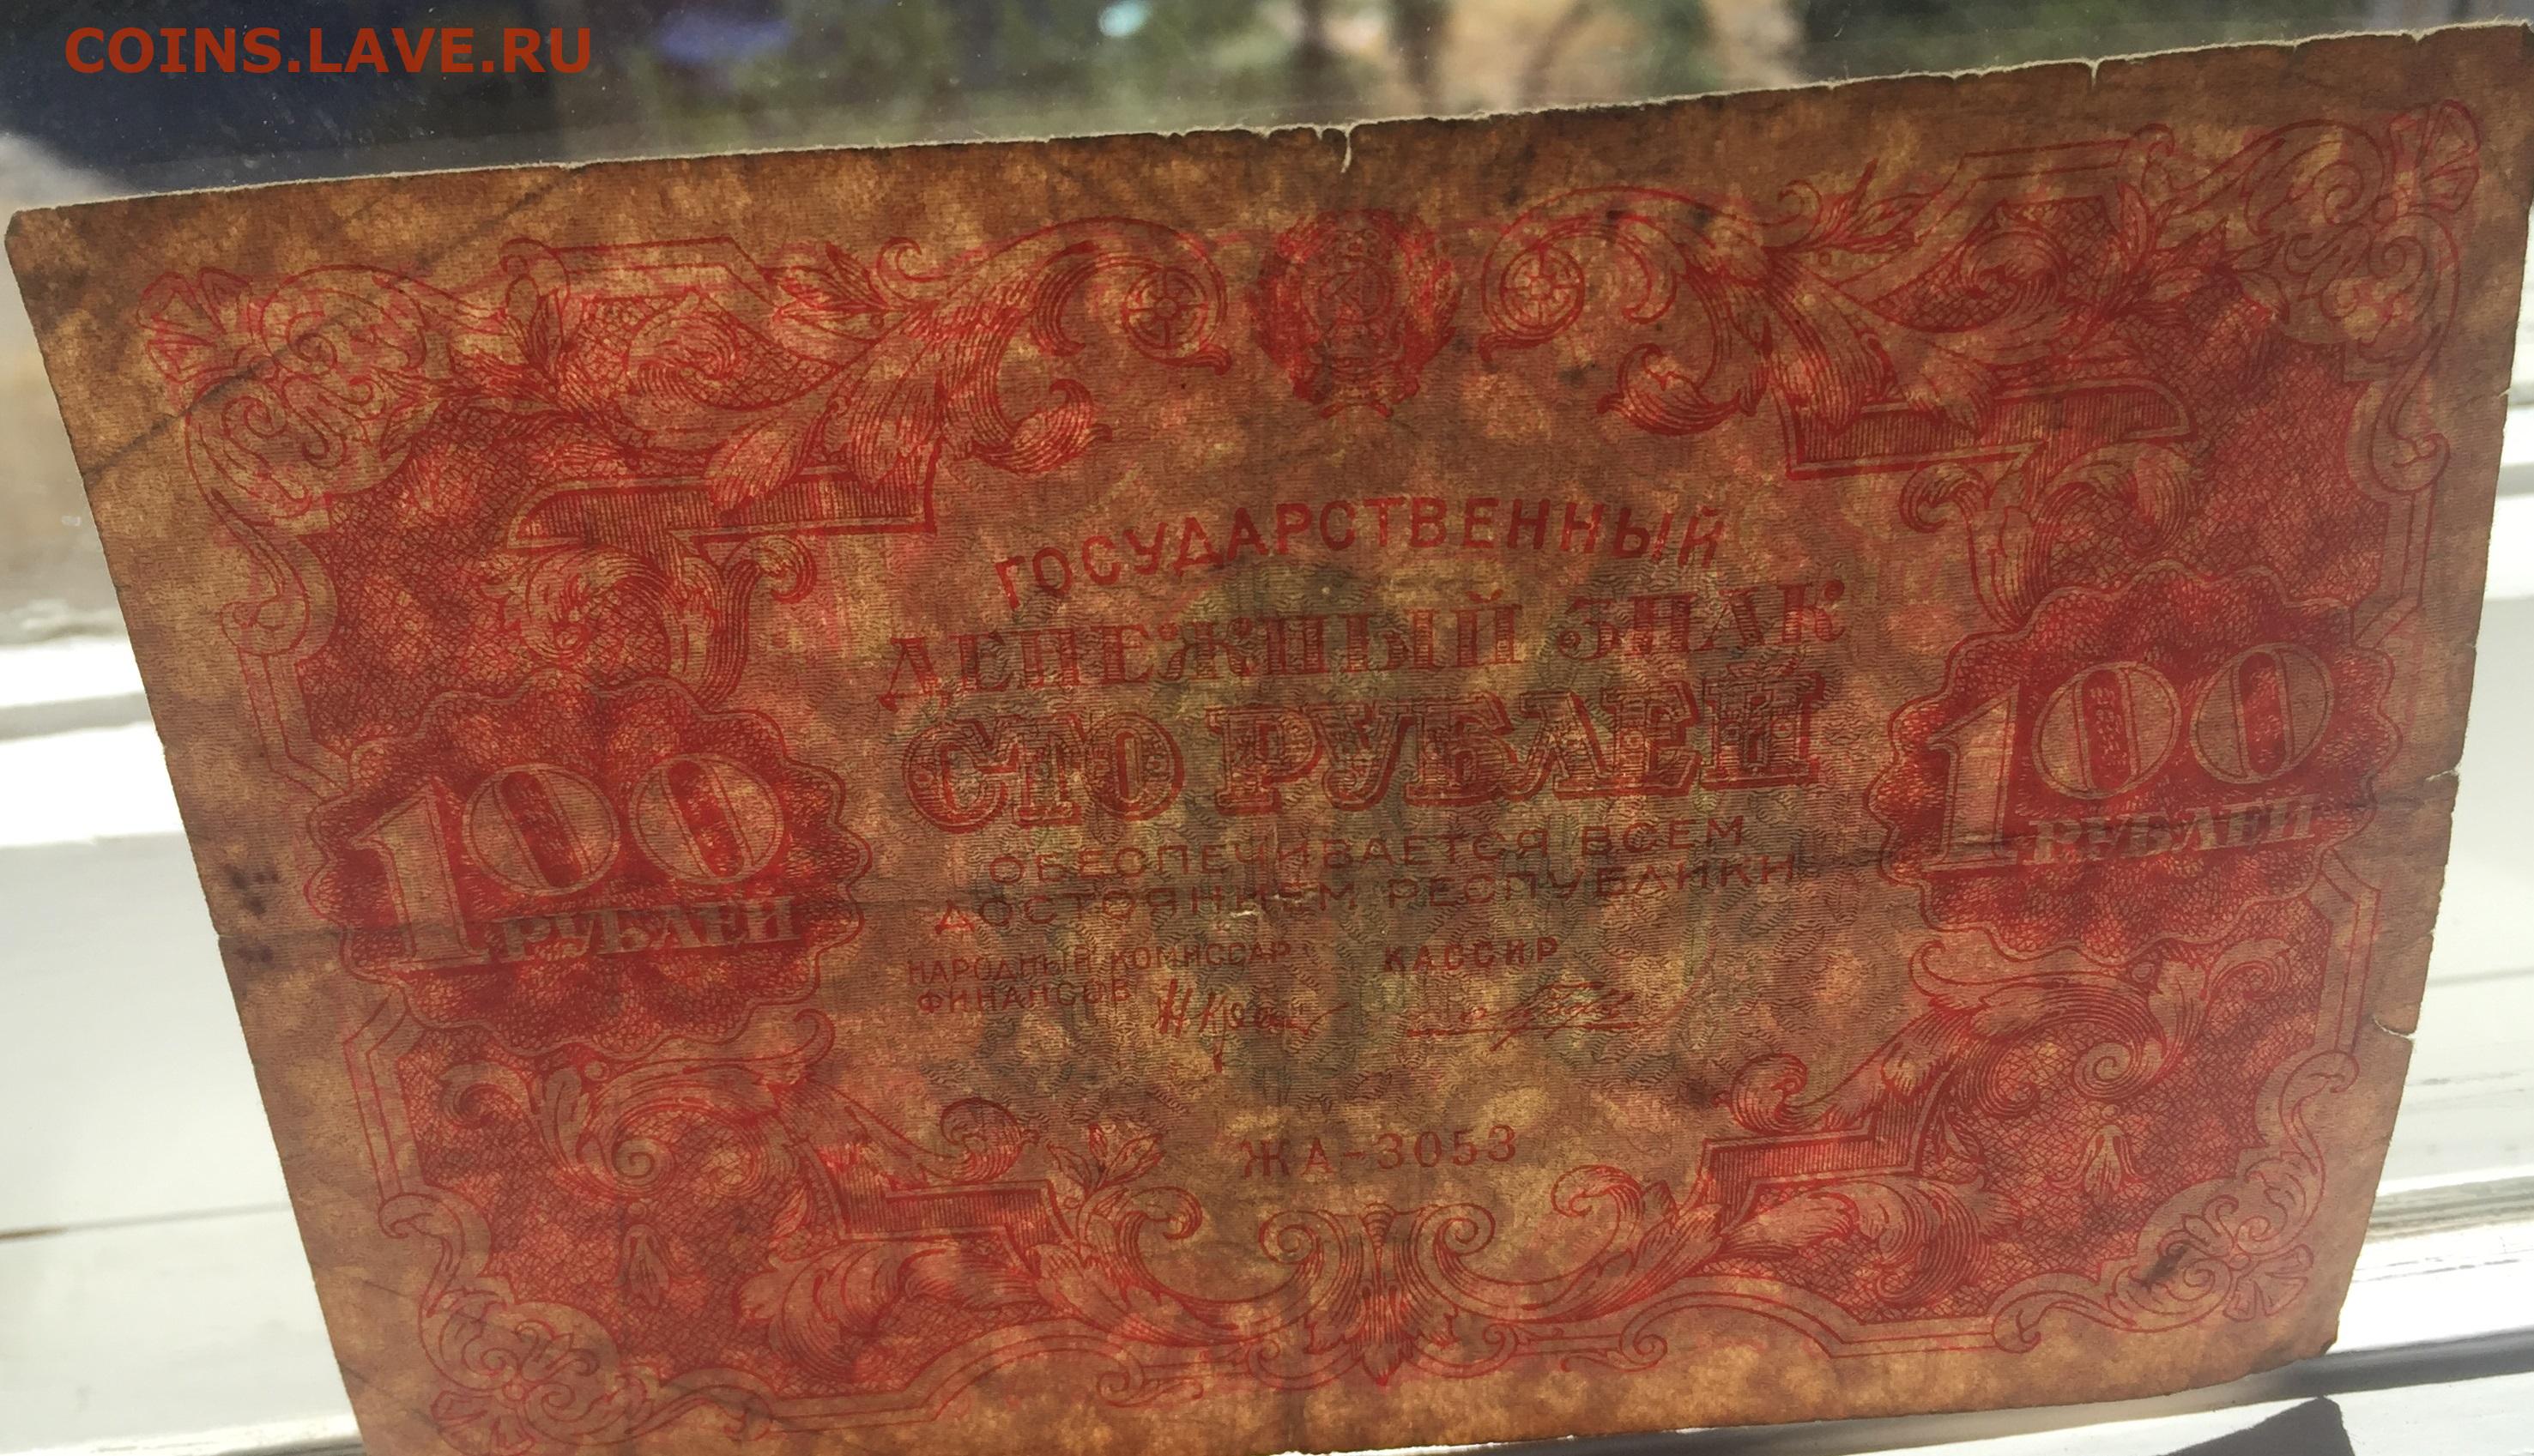 COINS.LAVE.RU
ГОСУДАРСТВЕННЫЙ
ДЕНЕЖНЫЙ ЗНАК
СТО РУБЛЕЙ
100
РУБЛЕЙ
100
РУБЛЕЙ
ОБЕСПЕЧИВАЕТСЯ ВСЕМ
ДОСТОЯНИЕМ РЕСПУБЛИКИ
НАРОДНЫЙ КОМИССАР
ФИНАНСОВ
КАССИР
ЖА-3053